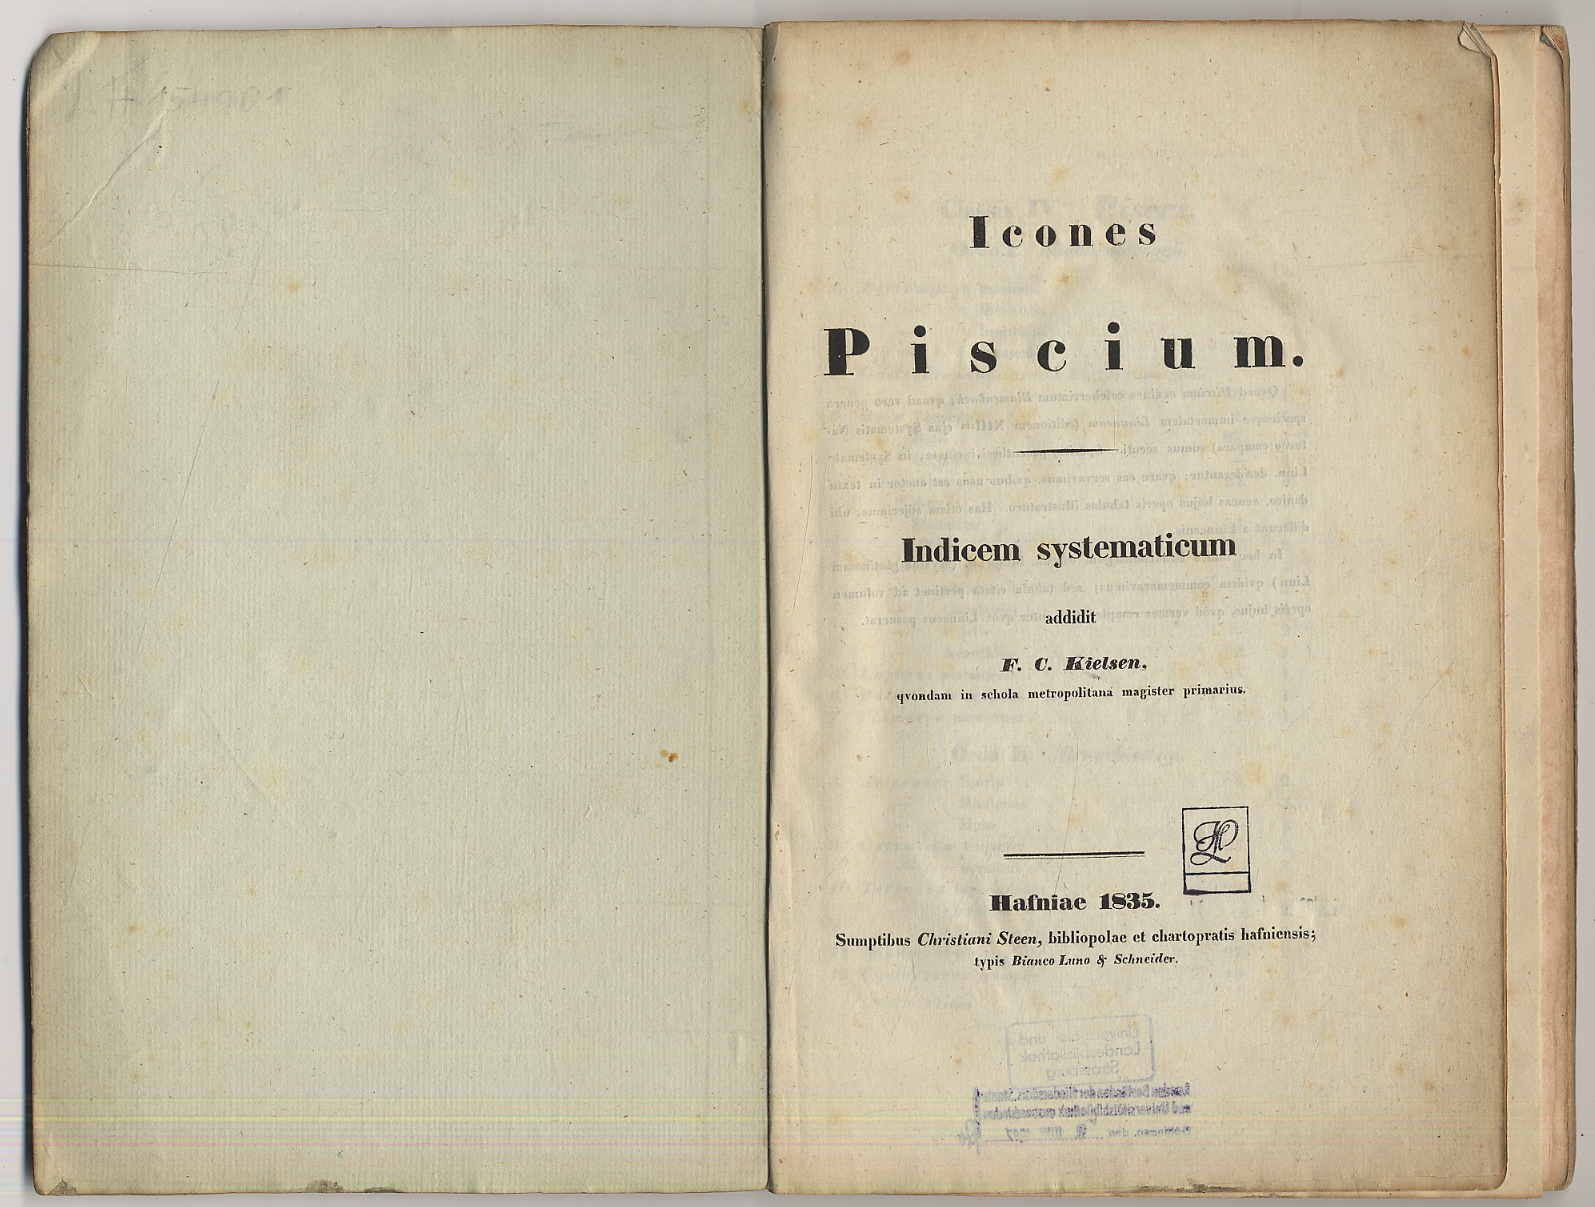 Icones
Piscium.
Indicem systematicum
addidit
F. C. Kielsen,
qvondam in schola metropolitana magister primarius.
Hafniae 1835.
Sumptibus Christiani Steen, bibliopolae et chartopratis hafniensis;
typis Bianco Luno & Schneider.